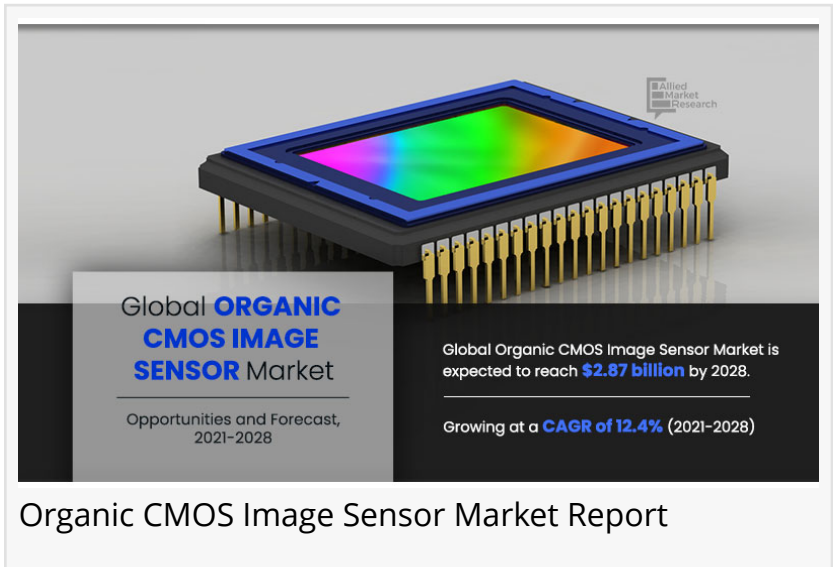 Allied
Market
Research
Global ORGANIC
CMOS IMAGE
SENSOR Market
Opportunities and Forecast,
2021-2028
Global Organic CMOS Image Sensor Market is
expected to reach $2.87 billion by 2028.
Growing at a CAGR of 12.4% (2021-2028)
Organic CMOS Image Sensor Market Report